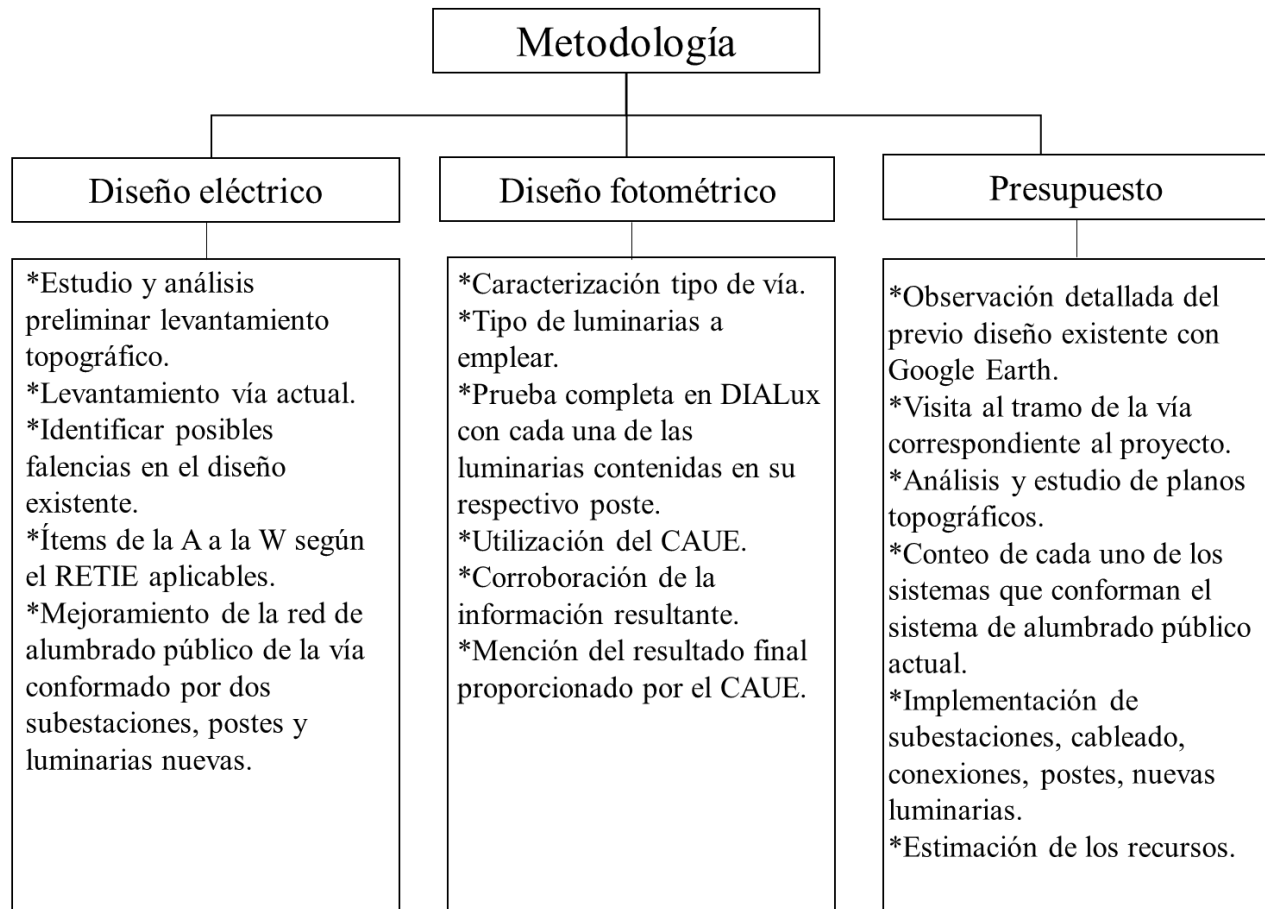 Metodología
Diseño eléctrico
*Estudio y análisis
preliminar levantamiento
topográfico.
*Levantamiento vía actual.
*Identificar posibles
falencias en el diseño
existente.
*Ítems de la A a la W según
el RETIE aplicables.
*Mejoramiento de la red de
alumbrado público de la vía
conformado por dos
subestaciones, postes y
luminarias nuevas.
Diseño fotométrico
*Caracterización tipo de vía.
*Tipo de luminarias a
emplear.
*Prueba completa en DIALux
con cada una de las
luminarias contenidas en su
respectivo poste.
*Utilización del CAUE.
*Corroboración de la
información resultante.
*Mención del resultado final
proporcionado por el CAUE.
Presupuesto
*Observación detallada del
previo diseño existente con
Google Earth.
*Visita al tramo de la vía
correspondiente al proyecto.
*Análisis y estudio de planos
topográficos.
*Conteo de cada uno de los
sistemas que conforman el
sistema de alumbrado público
actual.
*Implementación de
subestaciones, cableado,
conexiones, postes, nuevas
luminarias.
*Estimación de los recursos.